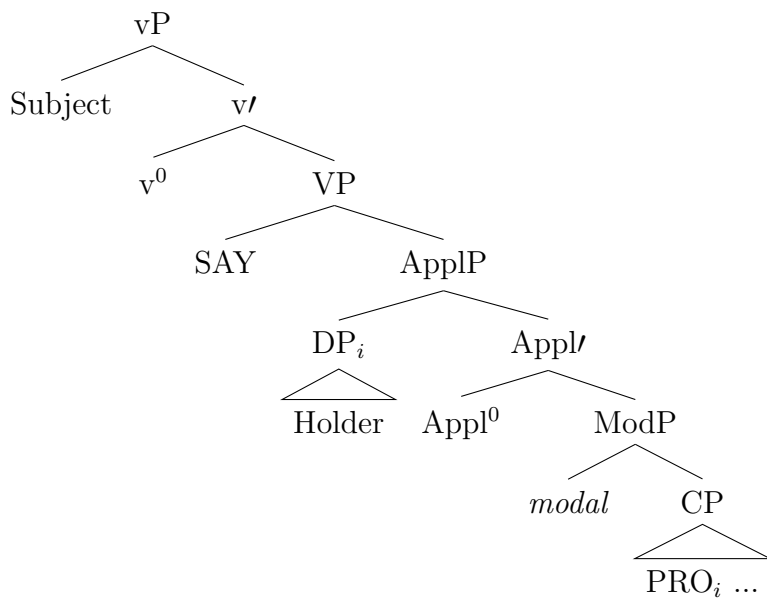 vP
Subject v′
v⁰ VP
SAY ApplP
DPᵢ Appl′
Holder Appl⁰ ModP
modal CP
PROᵢ ...